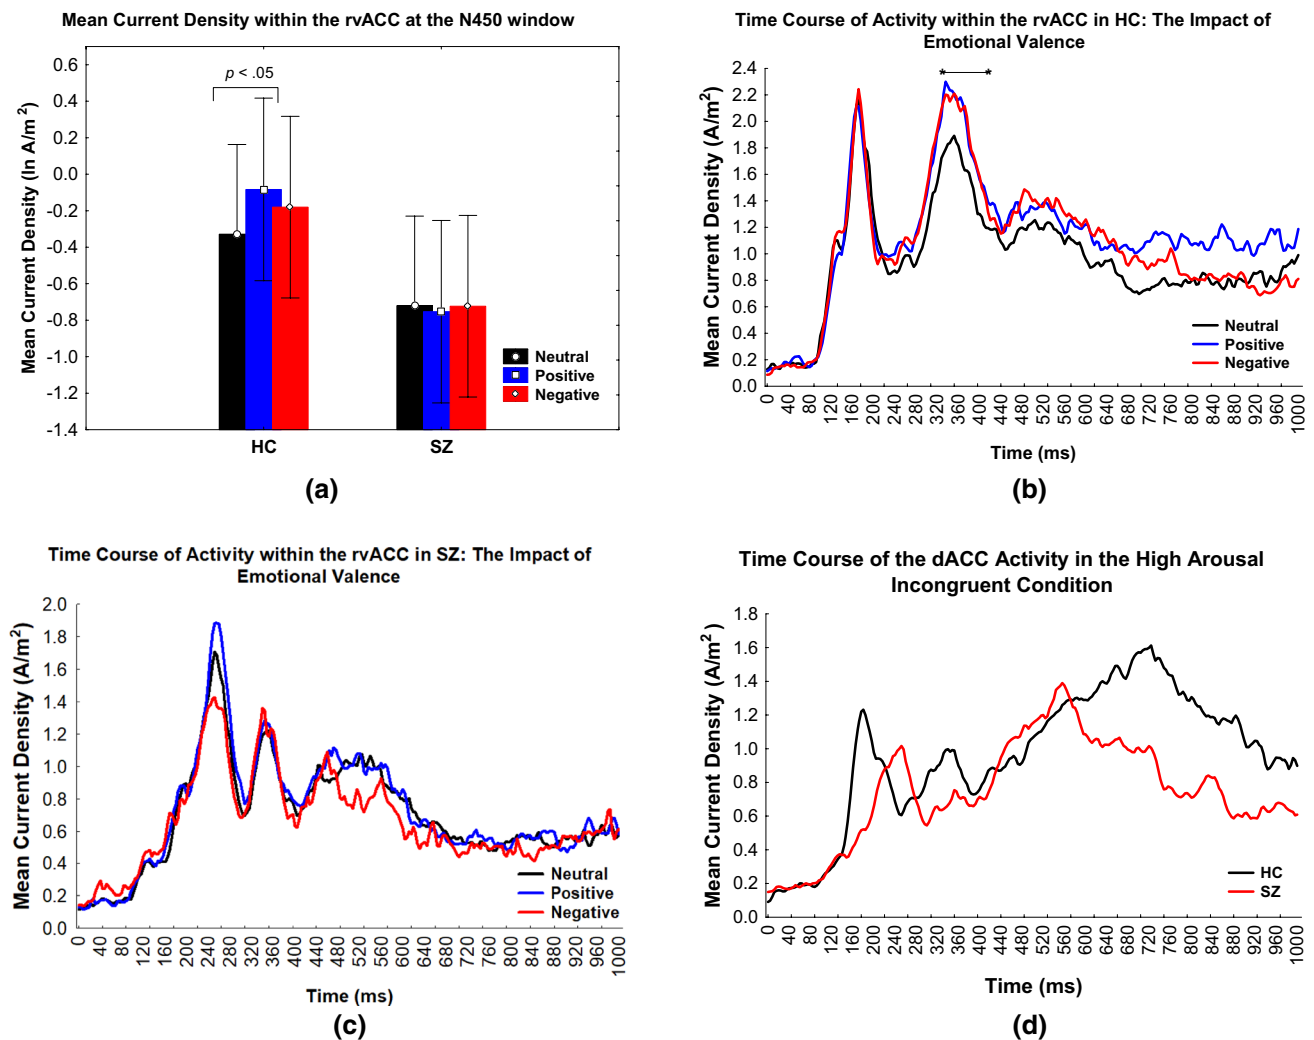 Mean Current Density within the rvACC at the N450 window
Mean Current Density (ln A/m²)
0.6
0.4
0.2
0.0
-0.2
-0.4
-0.6
-0.8
-1.0
-1.2
-1.4
p < .05
Neutral
Positive
Negative
HC
SZ
(a)
Time Course of Activity within the rvACC in HC: The Impact of
Emotional Valence
Mean Current Density (A/m²)
2.4
2.2
2.0
1.8
1.6
1.4
1.2
1.0
0.8
0.6
0.4
0.2
0.0
* *
Neutral
Positive
Negative
0 40 80 120 160 200 240 280 320 360 400 440 480 520 560 600 640 680 720 760 800 840 880 920 960 1000
Time (ms)
(b)
Time Course of Activity within the rvACC in SZ: The Impact of
Emotional Valence
Mean Current Density (A/m²)
2.0
1.8
1.6
1.4
1.2
1.0
0.8
0.6
0.4
0.2
0.0
Neutral
Positive
Negative
0 40 80 120 160 200 240 280 320 360 400 440 480 520 560 600 640 680 720 760 800 840 880 920 960 1000
Time (ms)
(c)
Time Course of the dACC Activity in the High Arousal
Incongruent Condition
Mean Current Density (A/m²)
1.8
1.6
1.4
1.2
1.0
0.8
0.6
0.4
0.2
0.0
HC
SZ
0 40 80 120 160 200 240 280 320 360 400 440 480 520 560 600 640 680 720 760 800 840 880 920 960 1000
Time (ms)
(d)